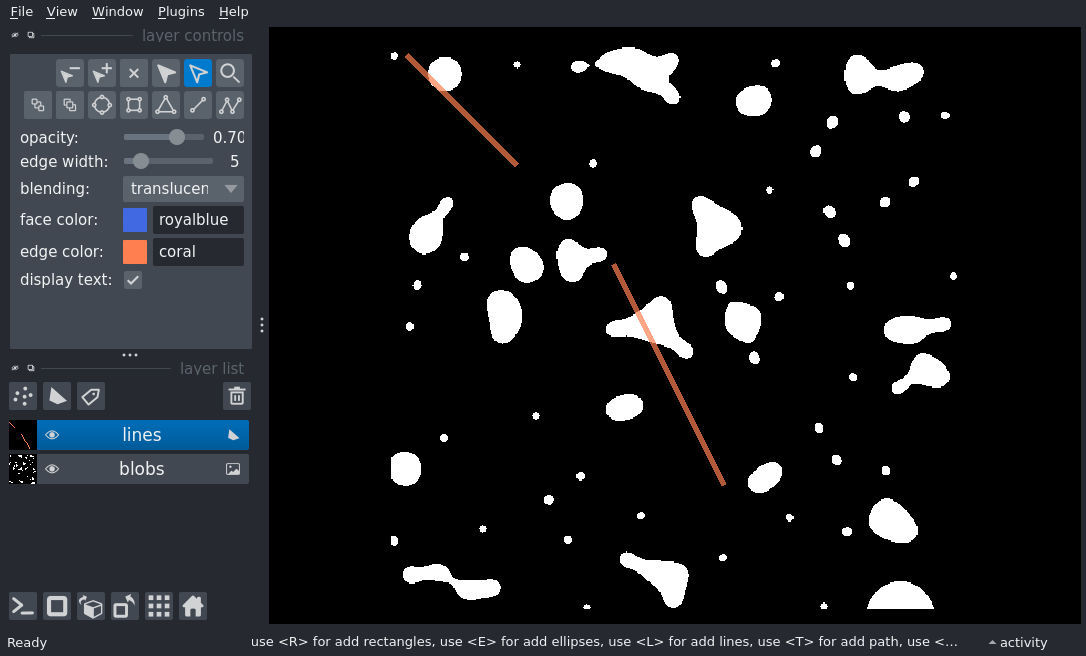 File View Window Plugins Help
layer controls
opacity: 0.70
edge width: 5
blending: translucen
face color: royalblue
edge color: coral
display text:
layer list
lines
blobs
Ready use <R> for add rectangles, use <E> for add ellipses, use <L> for add lines, use <T> for add path, use <... activity